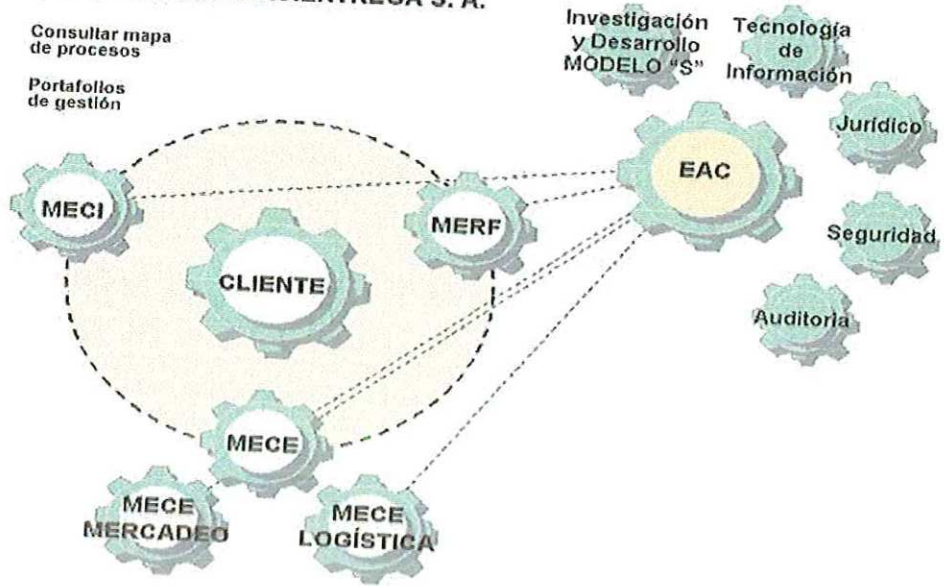 S. A.
Consultar mapa
de procesos
Portafolios
de gestión
Investigación
y Desarrollo
MODELO "S"
Tecnología
de
Información
Jurídico
EAC
MECI
MERF
Seguridad
CLIENTE
Auditoria
MECE
MECE
MERCADEO
MECE
LOGÍSTICA